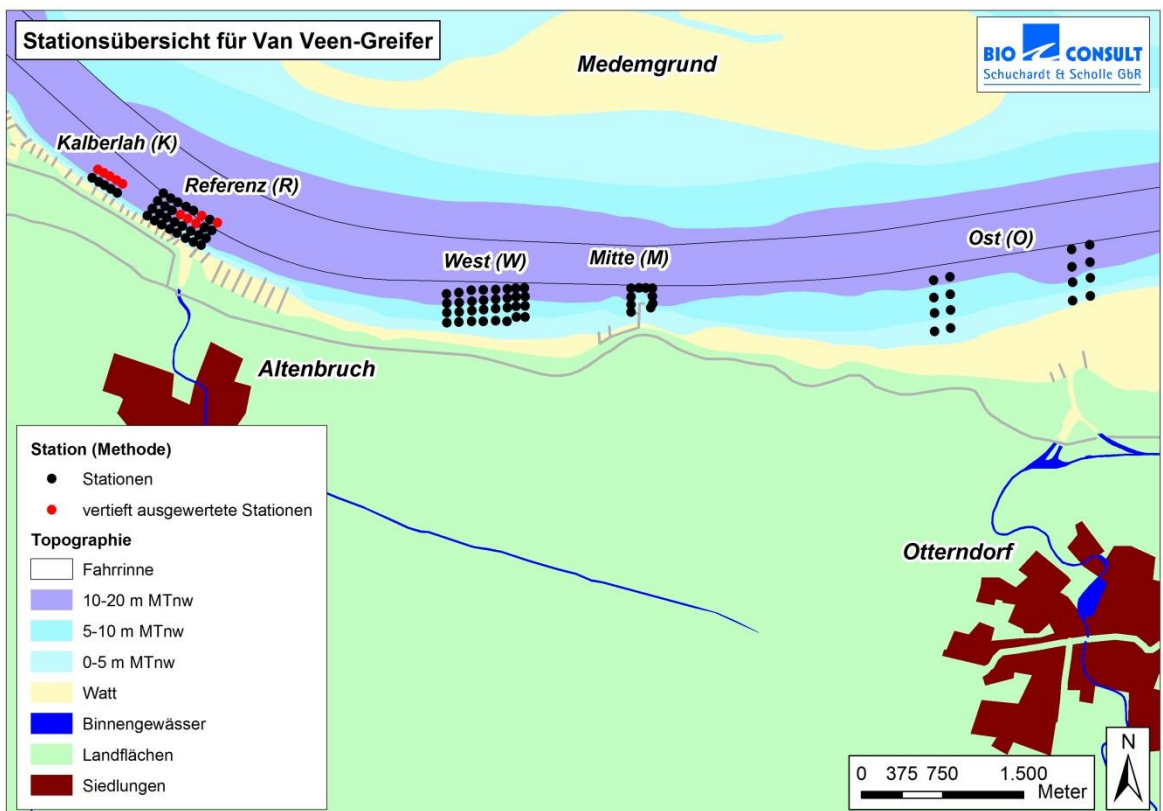 Stationsübersicht für Van Veen-Greifer
BIO CONSULT
Schuchardt & Scholle GbR
Medemgrund
Kalberlah (K)
Referenz (R)
West (W)
Mitte (M)
Ost (O)
Altenbruch
Otterndorf
Station (Methode)
Stationen
vertieft ausgewertete Stationen
Topographie
Fahrrinne
10-20 m MTnw
5-10 m MTnw
0-5 m MTnw
Watt
Binnengewässer
Landflächen
Siedlungen
N
0 375 750 1.500
Meter